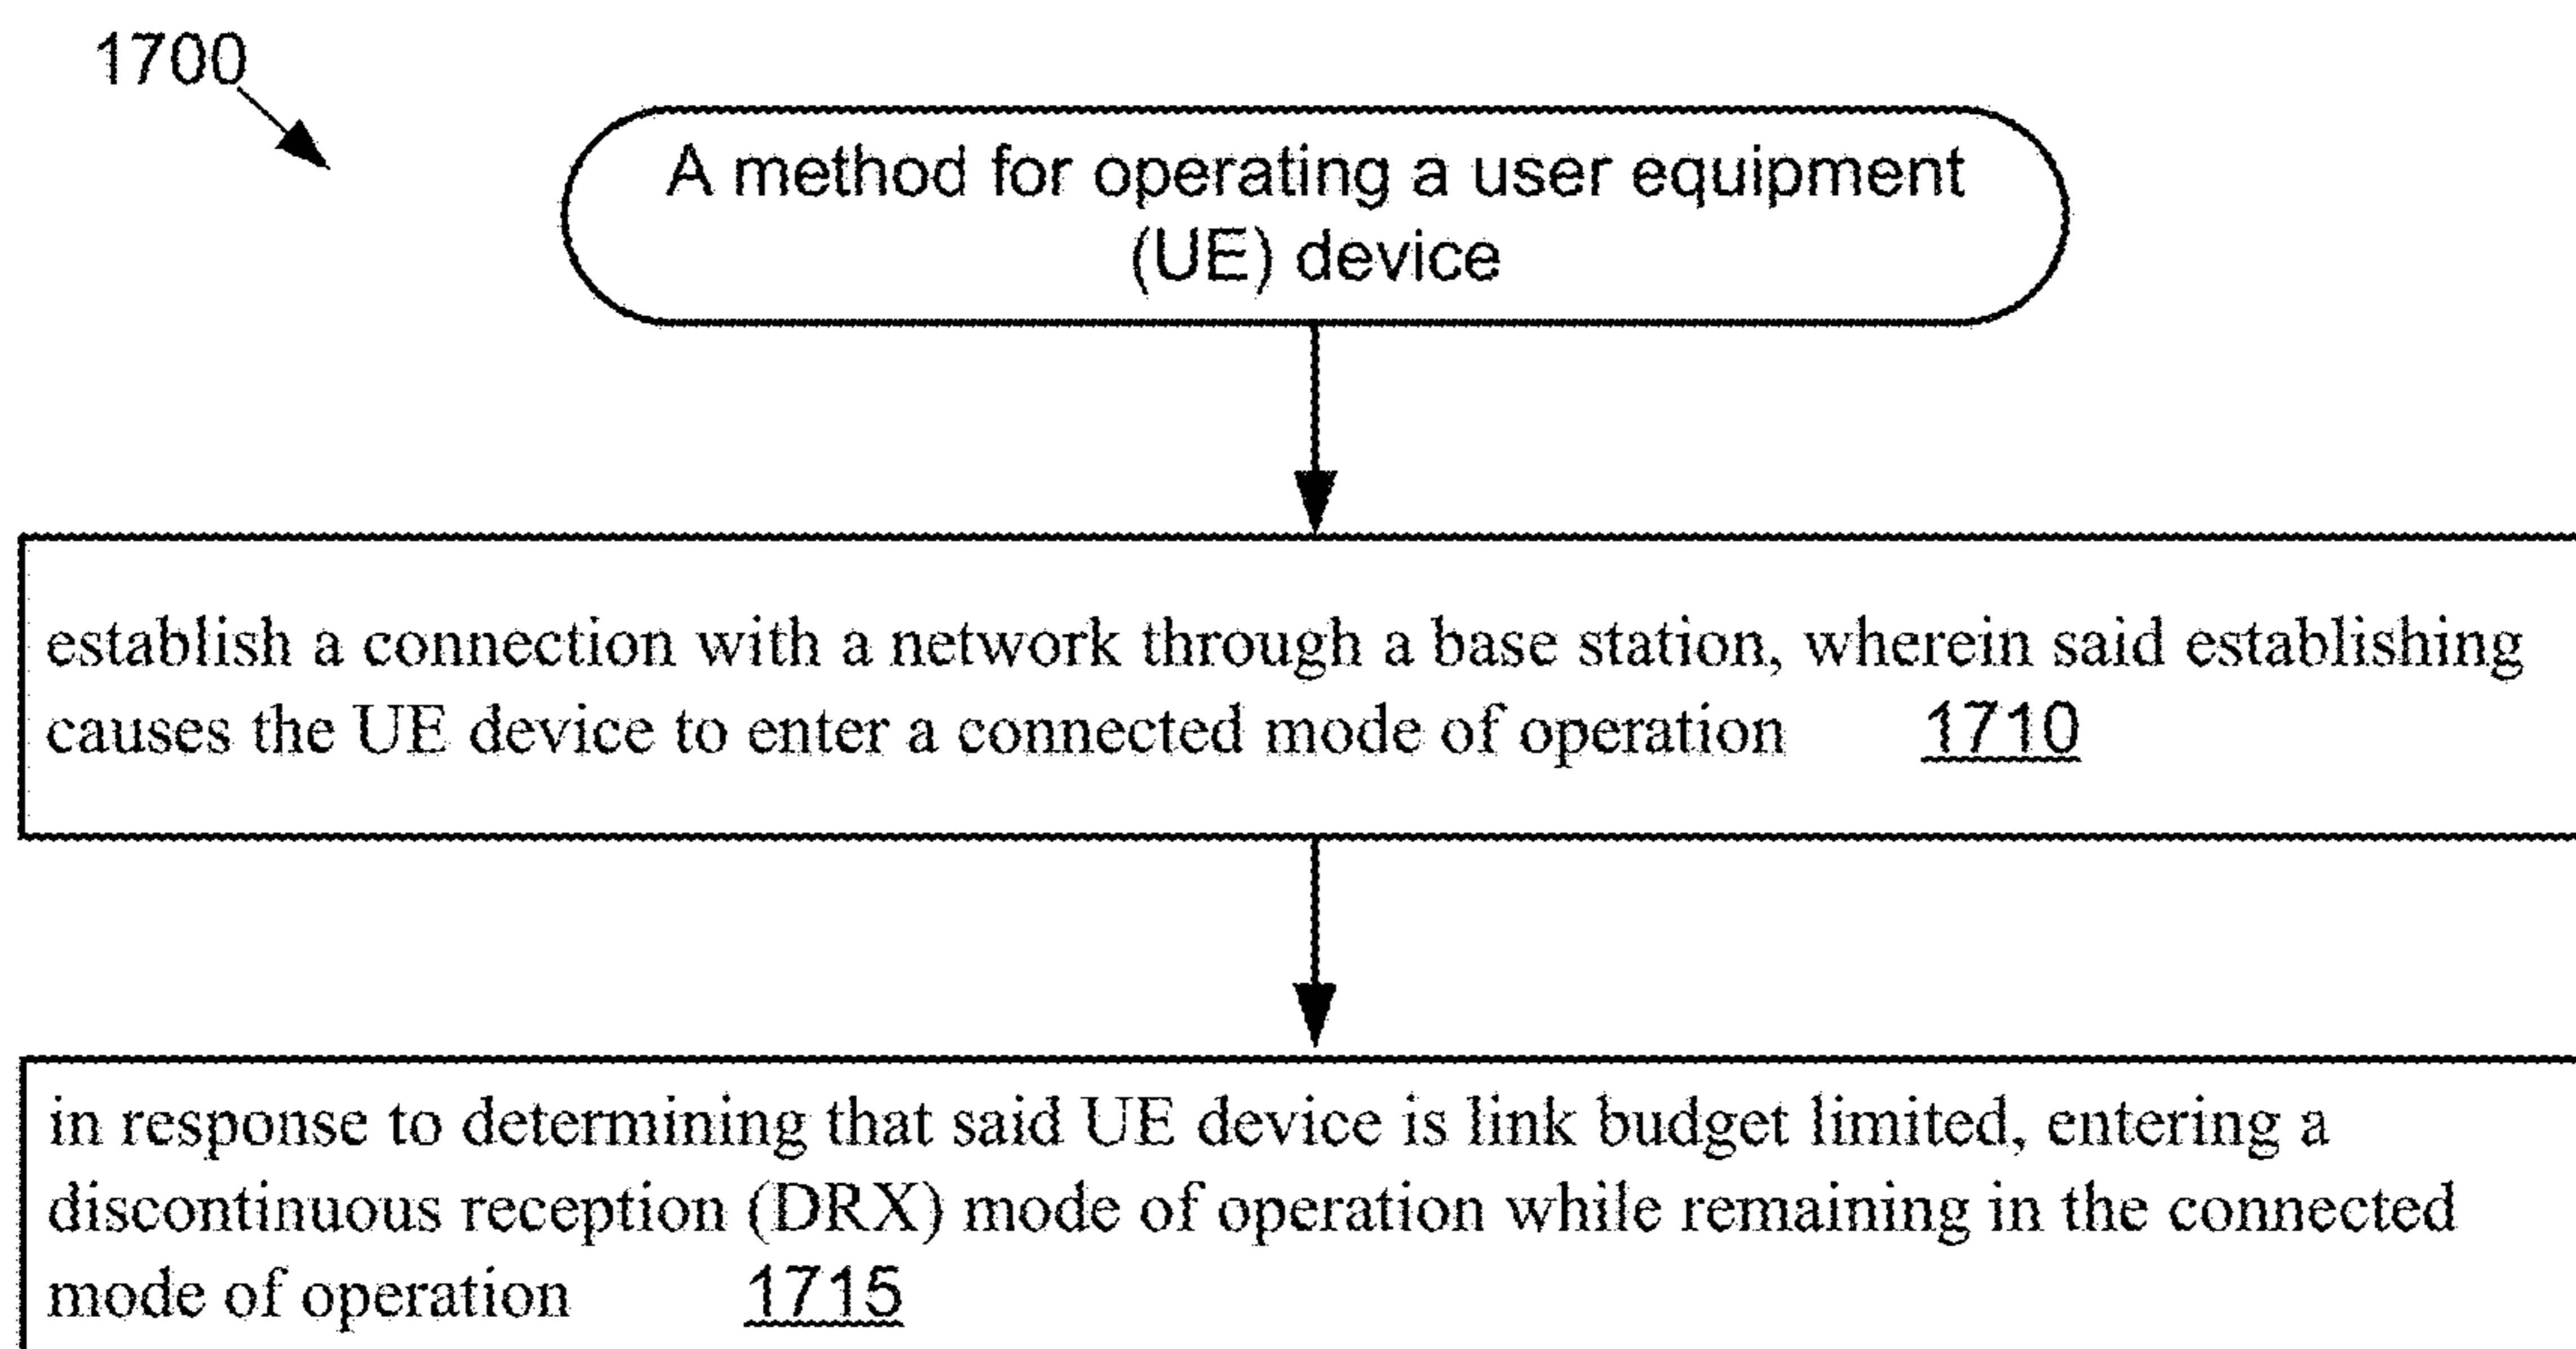 1700
A method for operating a user equipment
(UE) device
establish a connection with a network through a base station, wherein said establishing
causes the UE device to enter a connected mode of operation 1710
in response to determining that said UE device is link budget limited, entering a
discontinuous reception (DRX) mode of operation while remaining in the connected
mode of operation 1715